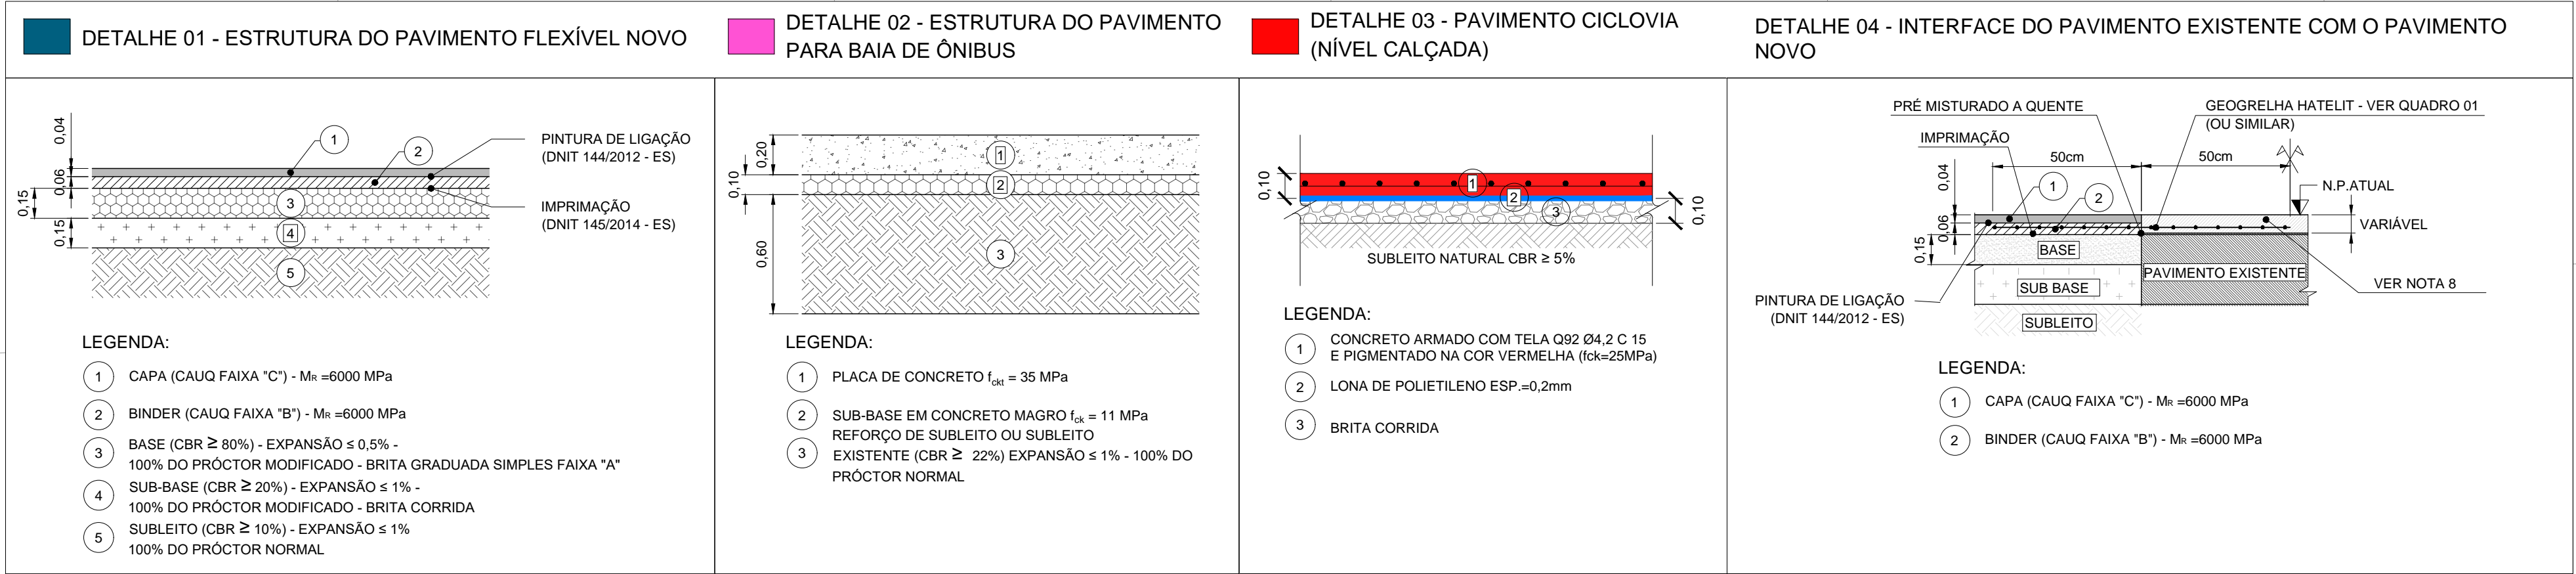 DETALHE 01 - ESTRUTURA DO PAVIMENTO FLEXÍVEL NOVO
0,04
0,06
0,15
0,15
1
2
3
4
5
PINTURA DE LIGAÇÃO
(DNIT 144/2012 - ES)
IMPRIMAÇÃO
(DNIT 145/2014 - ES)
LEGENDA:
1 CAPA (CAUQ FAIXA "C") - MR =6000 MPa
2 BINDER (CAUQ FAIXA "B") - MR =6000 MPa
3 BASE (CBR ≥ 80%) - EXPANSÃO ≤ 0,5% -
100% DO PRÓCTOR MODIFICADO - BRITA GRADUADA SIMPLES FAIXA "A"
4 SUB-BASE (CBR ≥ 20%) - EXPANSÃO ≤ 1% -
100% DO PRÓCTOR MODIFICADO - BRITA CORRIDA
5 SUBLEITO (CBR ≥ 10%) - EXPANSÃO ≤ 1%
100% DO PRÓCTOR NORMAL
DETALHE 02 - ESTRUTURA DO PAVIMENTO
PARA BAIA DE ÔNIBUS
0,20
0,10
0,60
1
2
3
LEGENDA:
1 PLACA DE CONCRETO fckt = 35 MPa
2 SUB-BASE EM CONCRETO MAGRO fck = 11 MPa
REFORÇO DE SUBLEITO OU SUBLEITO
3 EXISTENTE (CBR ≥ 22%) EXPANSÃO ≤ 1% - 100% DO
PRÓCTOR NORMAL
DETALHE 03 - PAVIMENTO CICLOVIA
(NÍVEL CALÇADA)
0,10
1
2
3
0,10
SUBLEITO NATURAL CBR ≥ 5%
LEGENDA:
1 CONCRETO ARMADO COM TELA Q92 Ø4,2 C 15
E PIGMENTADO NA COR VERMELHA (fck=25MPa)
2 LONA DE POLIETILENO ESP.=0,2mm
3 BRITA CORRIDA
DETALHE 04 - INTERFACE DO PAVIMENTO EXISTENTE COM O PAVIMENTO
NOVO
PRÉ MISTURADO A QUENTE
GEOGRELHA HATELIT - VER QUADRO 01
(OU SIMILAR)
IMPRIMAÇÃO
50cm
50cm
0,04
0,06
0,15
1
2
N.P.ATUAL
VARIÁVEL
BASE
PAVIMENTO EXISTENTE
SUB BASE
VER NOTA 8
PINTURA DE LIGAÇÃO
(DNIT 144/2012 - ES)
SUBLEITO
LEGENDA:
1 CAPA (CAUQ FAIXA "C") - MR =6000 MPa
2 BINDER (CAUQ FAIXA "B") - MR =6000 MPa